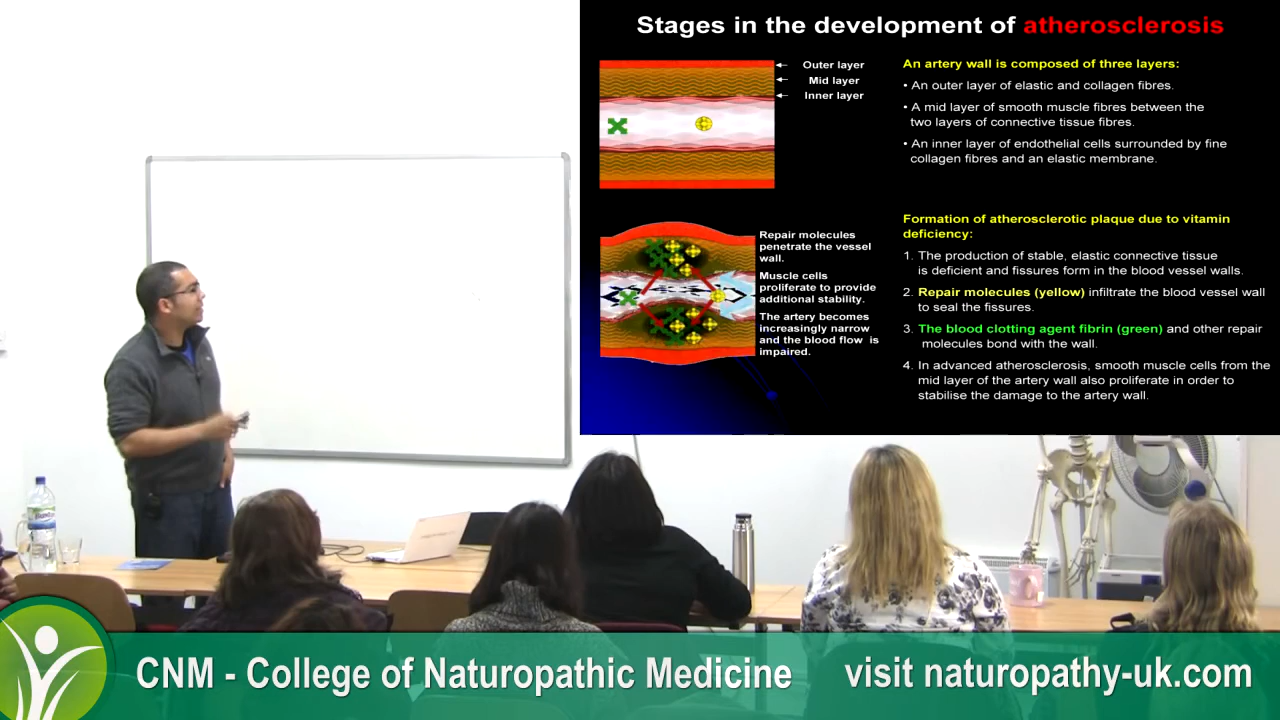 Stages in the development of atherosclerosis
Outer layer
Mid layer
Inner layer
An artery wall is composed of three layers:
• An outer layer of elastic and collagen fibres.
• A mid layer of smooth muscle fibres between the
two layers of connective tissue fibres.
• An inner layer of endothelial cells surrounded by fine
collagen fibres and an elastic membrane.
Repair molecules
penetrate the vessel
wall.
Muscle cells
proliferate to provide
additional stability.
The artery becomes
increasingly narrow
and the blood flow is
impaired.
Formation of atherosclerotic plaque due to vitamin
deficiency:
1. The production of stable, elastic connective tissue
is deficient and fissures form in the blood vessel walls.
2. Repair molecules (yellow) infiltrate the blood vessel wall
to seal the fissures.
3. The blood clotting agent fibrin (green) and other repair
molecules bond with the wall.
4. In advanced atherosclerosis, smooth muscle cells from the
mid layer of the artery wall also proliferate in order to
stabilise the damage to the artery wall.
CNM - College of Naturopathic Medicine
visit naturopathy-uk.com